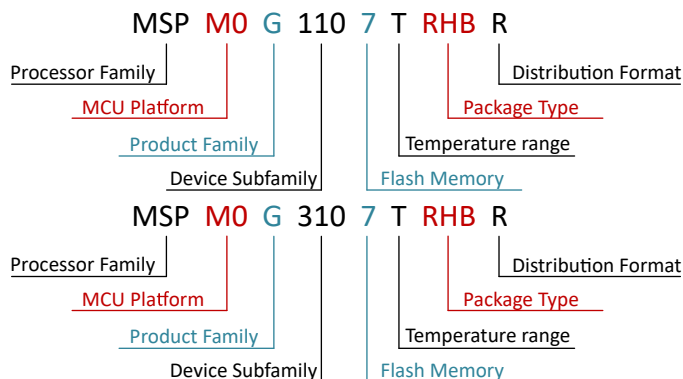 MSP M0 G 110 7 T RHB R
Processor Family Distribution Format
MCU Platform Package Type
Product Family Temperature range
Device Subfamily Flash Memory
MSP M0 G 310 7 T RHB R
Processor Family Distribution Format
MCU Platform Package Type
Product Family Temperature range
Device Subfamily Flash Memory